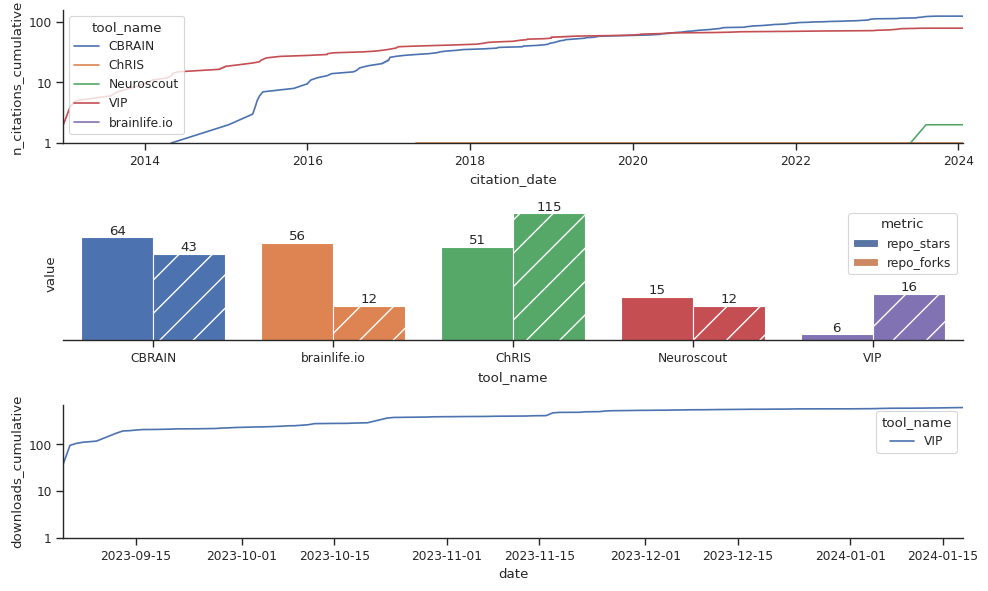 n_citations_cumulative
100
10
1
tool_name
CBRAIN
ChRIS
Neuroscout
VIP
brainlife.io
2014 2016 2018 2020 2022 2024
citation_date
value
64 43 56 12 51 115 15 12 6 16
metric
repo_stars
repo_forks
CBRAIN brainlife.io ChRIS Neuroscout VIP
tool_name
downloads_cumulative
100
10
1
tool_name
VIP
2023-09-15 2023-10-01 2023-10-15 2023-11-01 2023-11-15 2023-12-01 2023-12-15 2024-01-01 2024-01-15
date